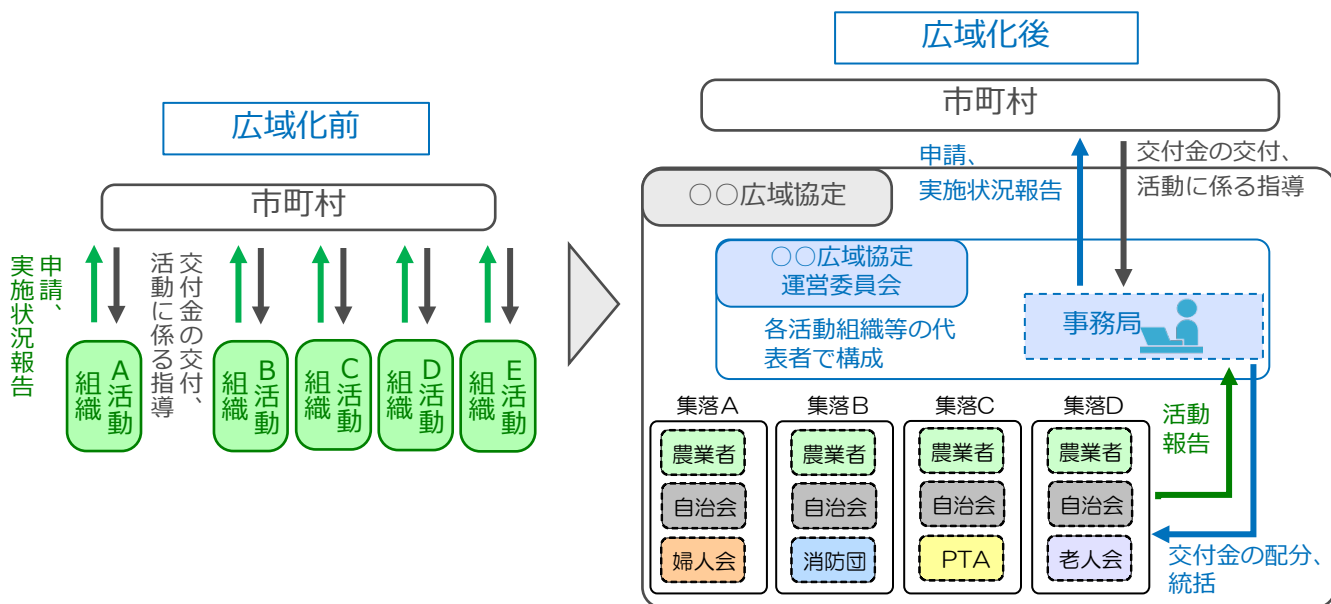 広域化前
市町村
申請、
実施状況報告
交付金の交付、
活動に係る指導
A活動
組織
B活動
組織
C活動
組織
D活動
組織
E活動
組織
広域化後
市町村
申請、
実施状況報告
交付金の交付、
活動に係る指導
○○広域協定
○○広域協定
運営委員会
各活動組織等の代
表者で構成
事務局
集落A
農業者
自治会
婦人会
集落B
農業者
自治会
消防団
集落C
農業者
自治会
PTA
集落D
農業者
自治会
老人会
活動
報告
交付金の配分、
統括